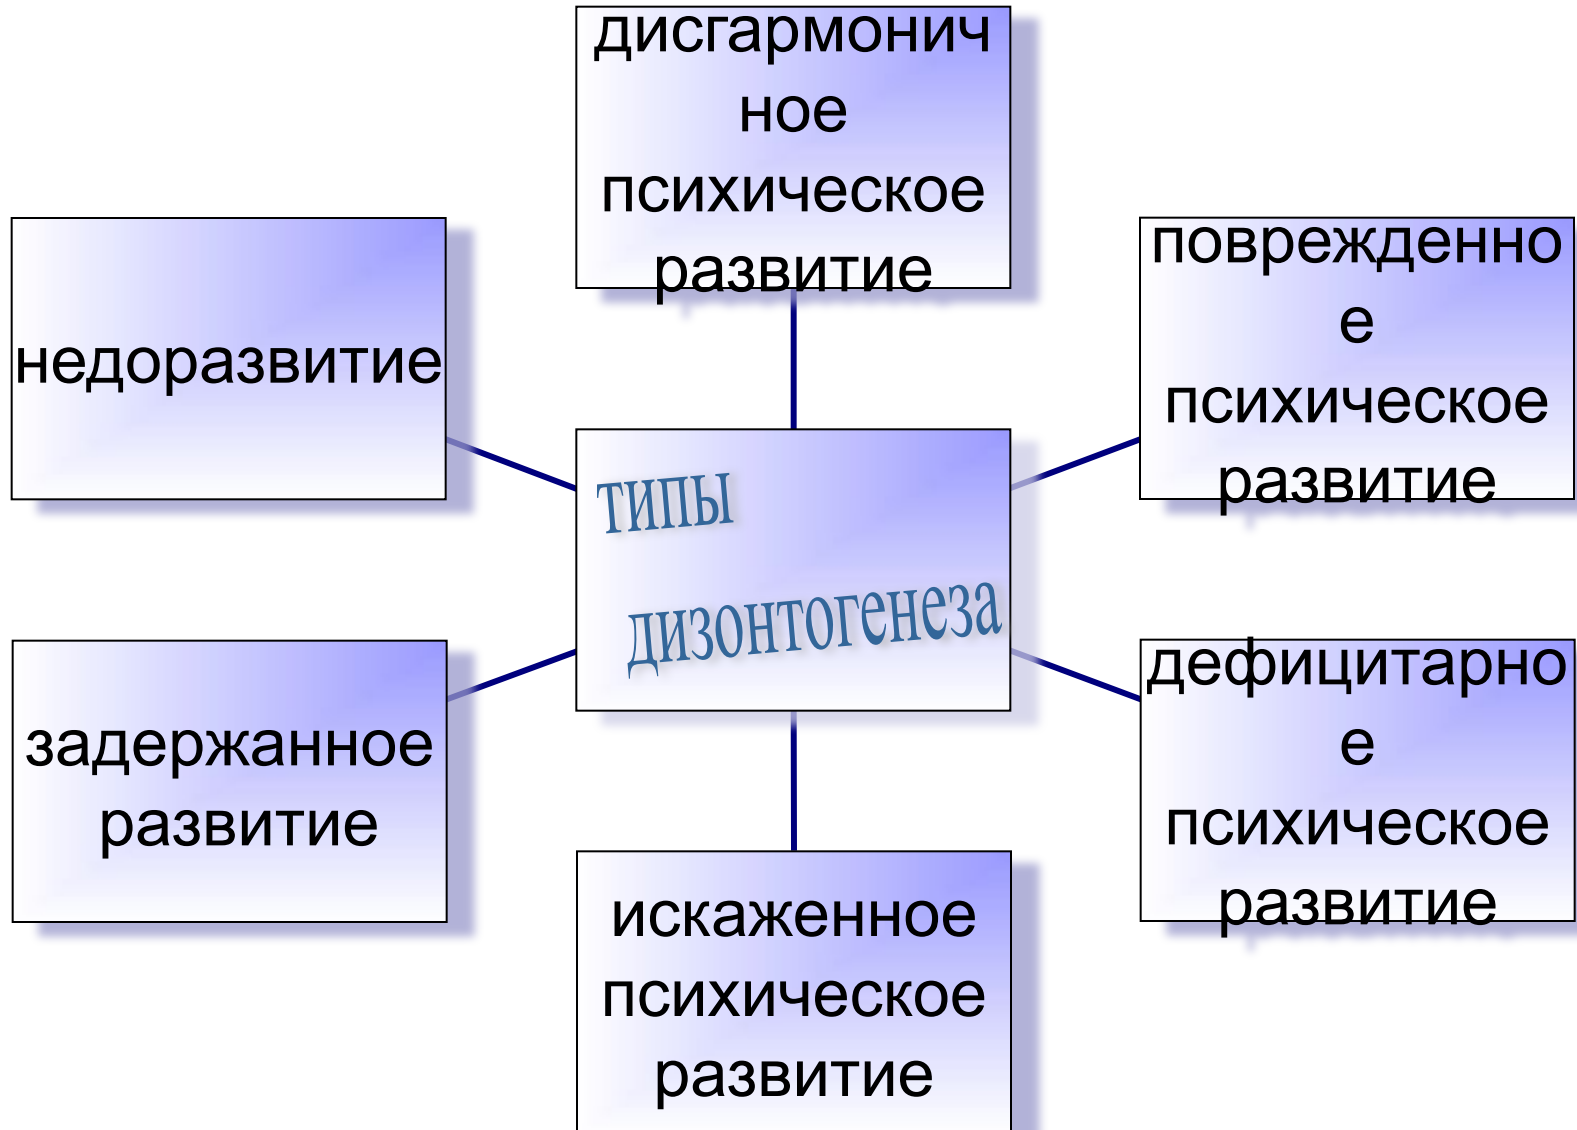 дисгармонич
ное
психическое
развитие
недоразвитие
поврежденно
е
психическое
развитие
типы
дизонтогенеза
задержанное
развитие
дефицитарно
е
психическое
развитие
искаженное
психическое
развитие